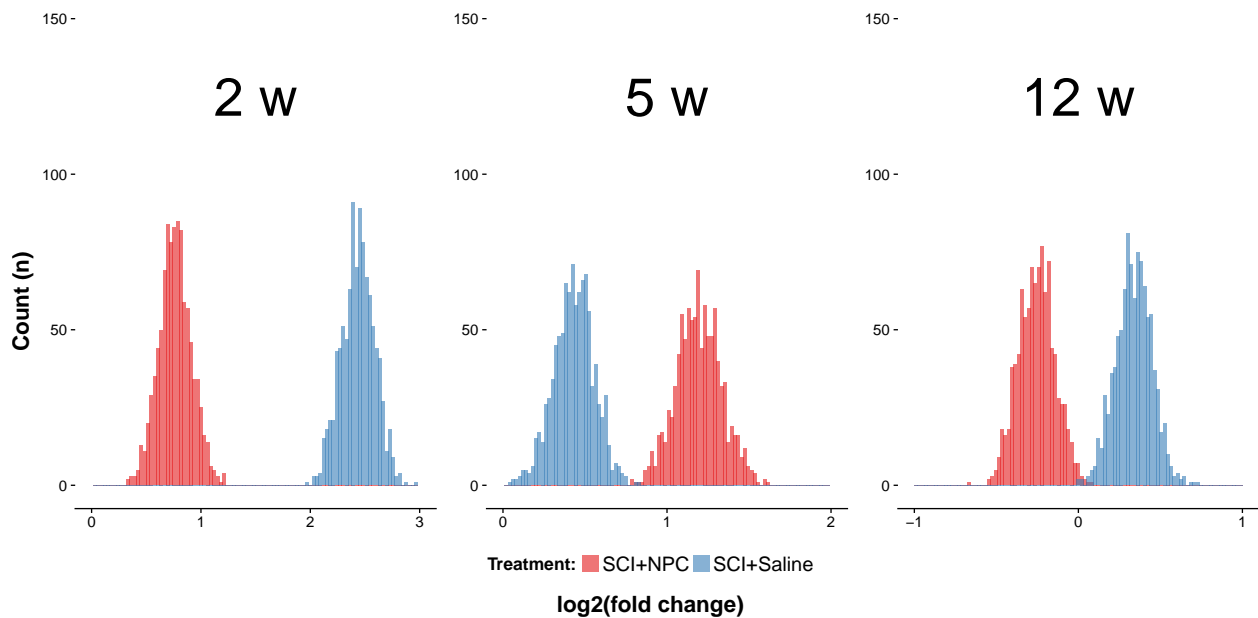 150
150
150
2 w
5 w
12 w
100
100
100
Count (n)
50
50
50
0
0
0
0 1 2 3
0 1 2
−1 0 1
Treatment: SCI+NPC SCI+Saline
log2(fold change)